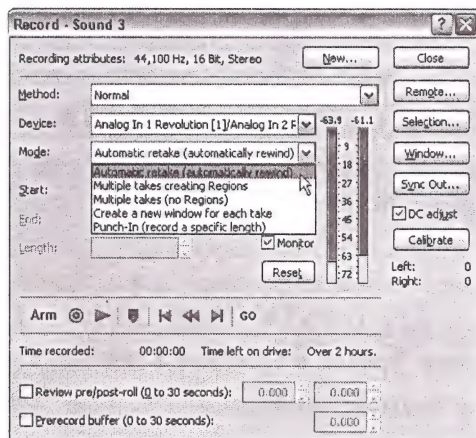 Record - Sound 3
Recording attributes: 44,100 Hz, 16 Bit, Stereo
New...
Close
Method: Normal
Remote...
Device: Analog In 1 Revolution [1]/Analog In 2 F
-63.9 -61.1
Selection...
Mode: Automatic retake (automatically rewind)
Window...
Automatic retake (automatically rewind)
Multiple takes creating Regions
Multiple takes (no Regions)
Create a new window for each take
Punch-In (record a specific length)
Start:
End:
Length:
9
18
27
36
45
54
63
72
Sync Out...
DC adjust
Calibrate
Monitor
Reset
Left: 0
Right: 0
Arm
GO
Time recorded: 00:00:00 Time left on drive: Over 2 hours.
Review pre/post-roll (0 to 30 seconds): 0.000 0.000
Prerecord buffer (0 to 30 seconds): 0.000